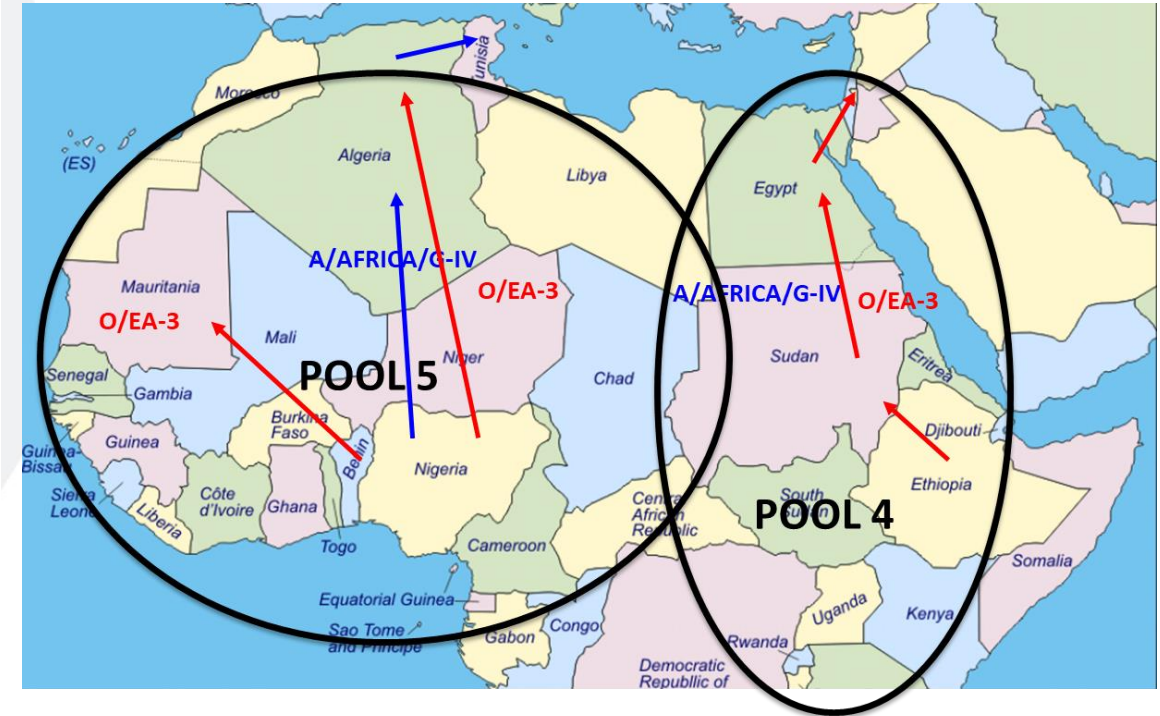 Tunisia
Morocco
(ES)
Algeria
Libya
Egypt
A/AFRICA/G-IV
O/EA-3
A/AFRICA/G-IV
O/EA-3
Mauritania
O/EA-3
Mali
Niger
Chad
Sudan
Eritrea
POOL 5
Senegal
Gambia
Burkina
Faso
Djibouti
Guinea-
Bissau
Guinea
Benin
Nigeria
Ethiopia
Sierra
Leone
Côte
d'Ivoire
Ghana
Central
African
Republic
South
Sudan
POOL 4
Liberia
Togo
Cameroon
Somalia
Equatorial Guinea
Uganda
Kenya
Sao Tome
and Principe
Gabon
Congo
Rwanda
Democratic
Republlic of